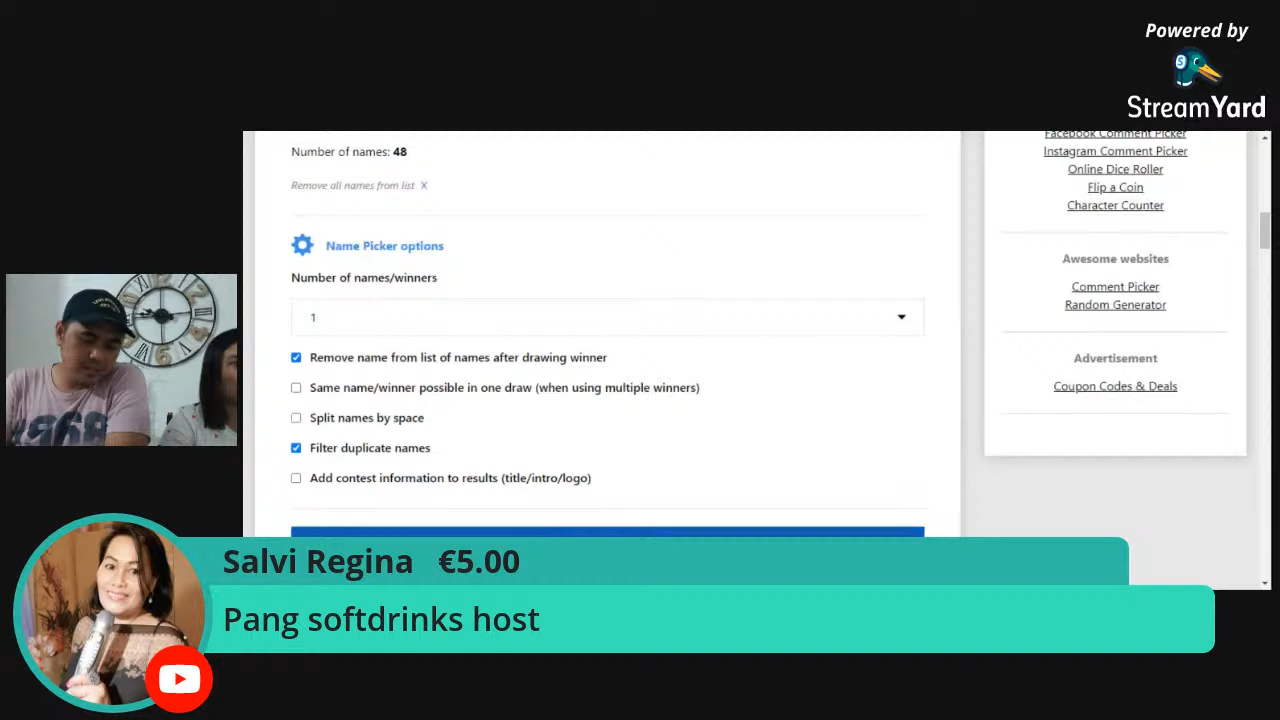 Powered by
StreamYard
Number of names: 48
Remove all names from list X
Name Picker options
Number of names/winners
1
Remove name from list of names after drawing winner
Same name/winner possible in one draw (when using multiple winners)
Split names by space
Filter duplicate names
Add contest information to results (title/intro/logo)
Facebook Comment Picker
Instagram Comment Picker
Online Dice Roller
Flip a Coin
Character Counter
Awesome websites
Comment Picker
Random Generator
Advertisement
Coupon Codes & Deals
Salvi Regina €5.00
Pang softdrinks host